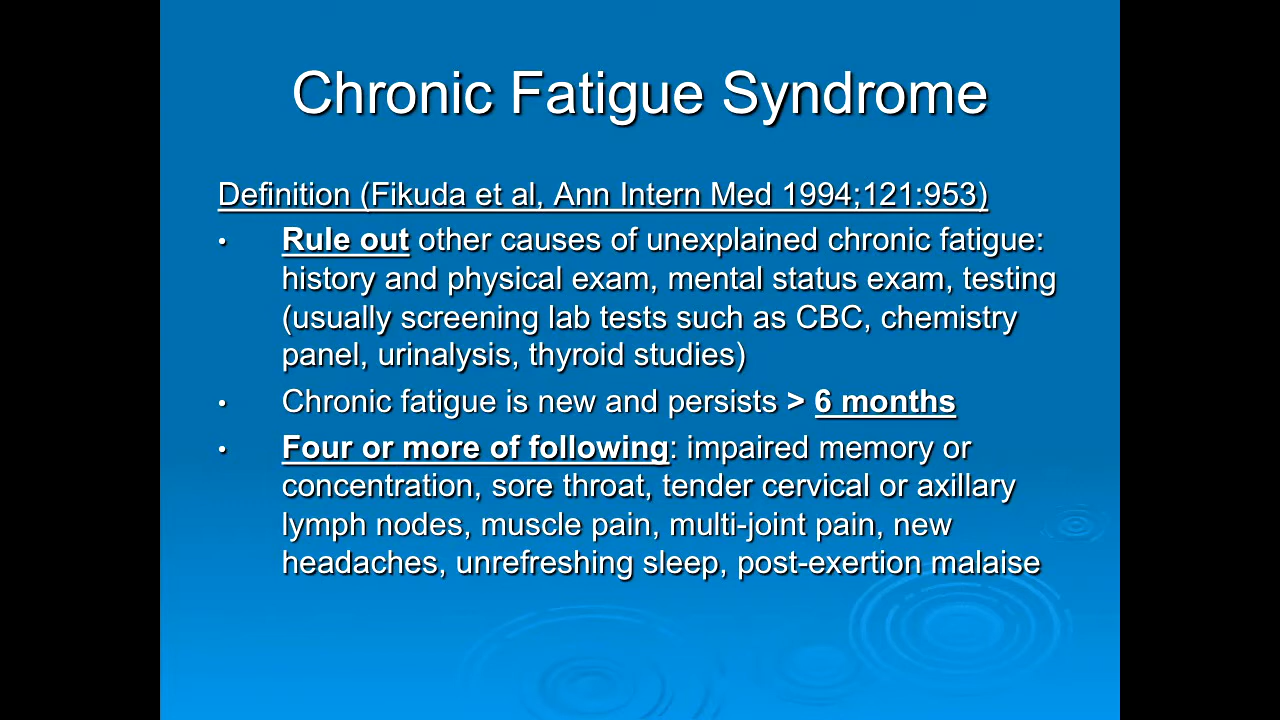 Chronic Fatigue Syndrome
Definition (Fikuda et al, Ann Intern Med 1994;121:953)
• Rule out other causes of unexplained chronic fatigue:
history and physical exam, mental status exam, testing
(usually screening lab tests such as CBC, chemistry
panel, urinalysis, thyroid studies)
• Chronic fatigue is new and persists > 6 months
• Four or more of following: impaired memory or
concentration, sore throat, tender cervical or axillary
lymph nodes, muscle pain, multi-joint pain, new
headaches, unrefreshing sleep, post-exertion malaise